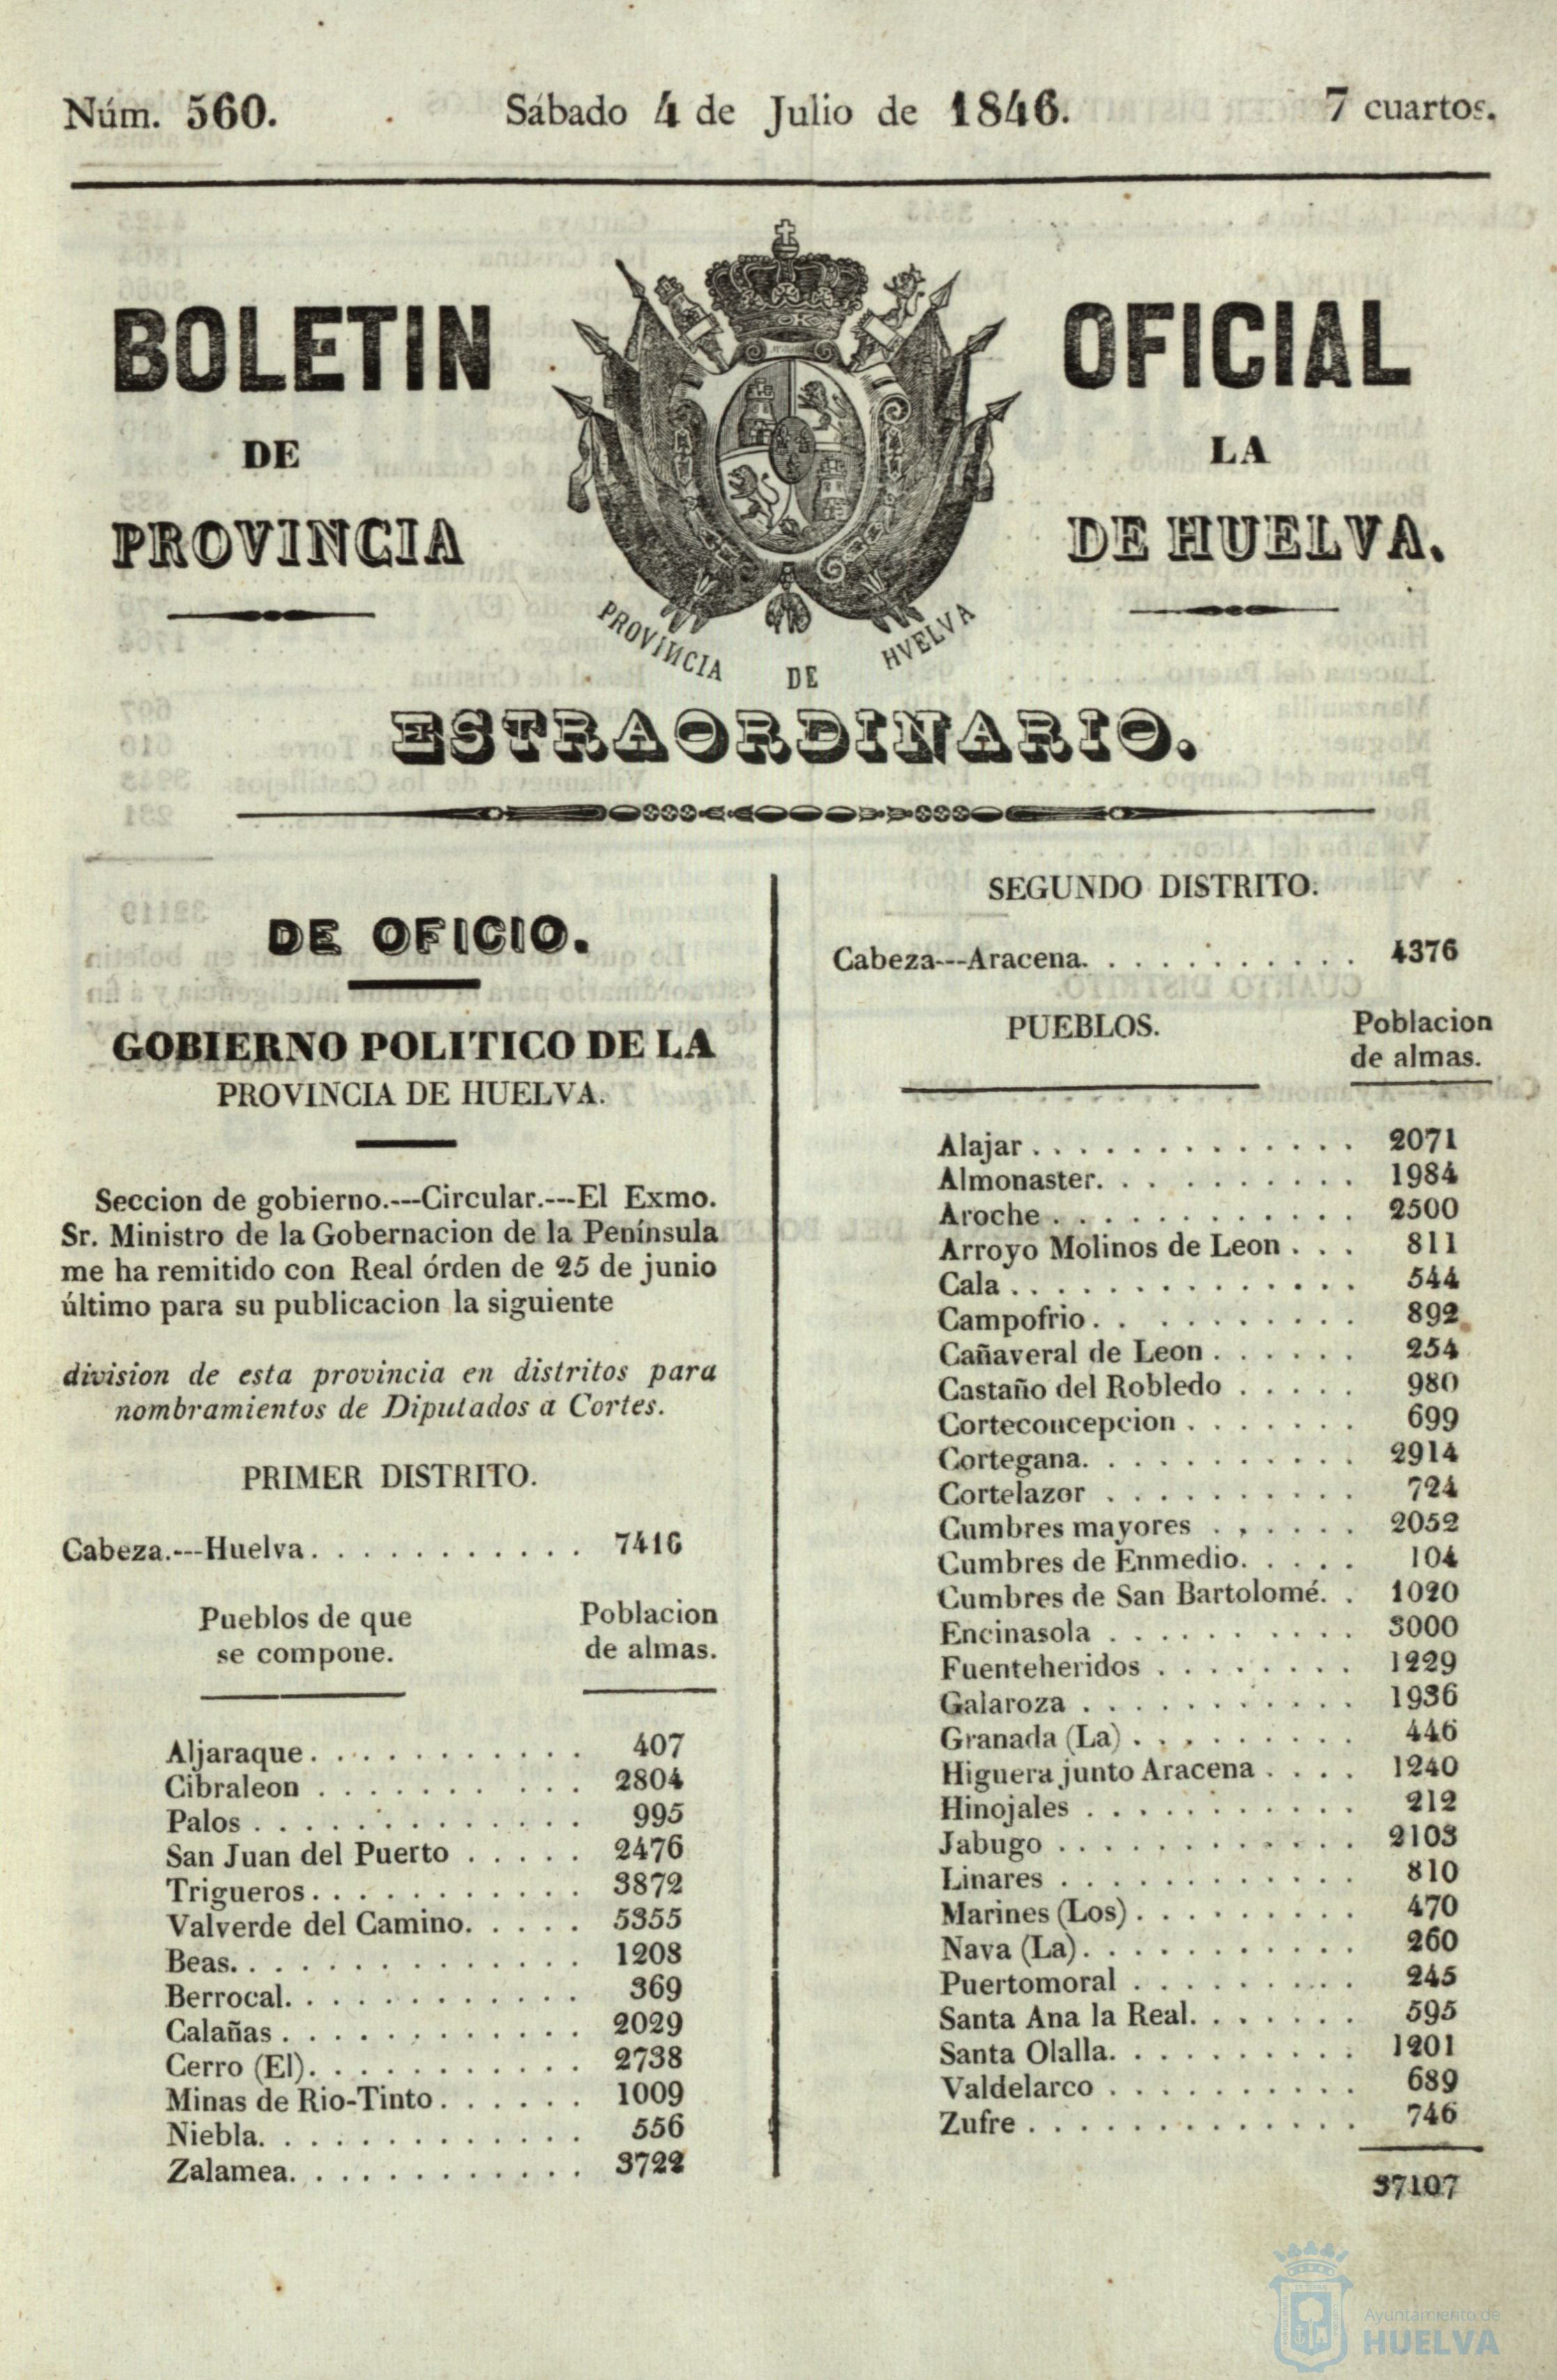 Núm. 560. Sábado 4 de Julio de 1846. 7 cuartos.
BOLETIN OFICIAL
DE LA
PROVINCIA DE HUELVA.
PROVINCIA DE HUELVA
ESTRAORDINARIO.
DE OFICIO.
GOBIERNO POLITICO DE LA
PROVINCIA DE HUELVA.
Seccion de gobierno.---Circular.---El Exmo.
Sr. Ministro de la Gobernacion de la Península
me ha remitido con Real órden de 25 de junio
último para su publicacion la siguiente
division de esta provincia en distritos para
nombramientos de Diputados a Cortes.
PRIMER DISTRITO.
Cabeza.---Huelva. . . . . . . . . . . 7416
Pueblos de que Poblacion
se compone. de almas.
Aljaraque. . . . . . . . . . . 407
Cibraleon . . . . . . . . . . 2804
Palos . . . . . . . . . . . . . 995
San Juan del Puerto . . . . . 2476
Trigueros. . . . . . . . . . . 3872
Valverde del Camino. . . . . 5355
Beas. . . . . . . . . . . . . . 1208
Berrocal. . . . . . . . . . . . 369
Calañas . . . . . . . . . . . . 2029
Cerro (El). . . . . . . . . . . 2738
Minas de Rio-Tinto . . . . . . 1009
Niebla. . . . . . . . . . . . . 556
Zalamea. . . . . . . . . . . . 3722
SEGUNDO DISTRITO.
Cabeza---Aracena. . . . . . . . . . . 4376
PUEBLOS. Poblacion
de almas.
Alajar . . . . . . . . . . . . . 2071
Almonaster. . . . . . . . . . . 1984
Aroche . . . . . . . . . . . . . 2500
Arroyo Molinos de Leon . . . 811
Cala . . . . . . . . . . . . . . 544
Campofrio . . . . . . . . . . . 892
Cañaveral de Leon . . . . . . 254
Castaño del Robledo . . . . . 980
Corteconcepcion . . . . . . . 699
Cortegana. . . . . . . . . . . . 2914
Cortelazor . . . . . . . . . . 724
Cumbres mayores . . . . . . 2052
Cumbres de Enmedio. . . . . 104
Cumbres de San Bartolomé. . 1020
Encinasola . . . . . . . . . . 3000
Fuenteheridos . . . . . . . . 1229
Galaroza . . . . . . . . . . . 1936
Granada (La) . . . . . . . . . 446
Higuera junto Aracena . . . . 1240
Hinojales . . . . . . . . . . . 212
Jabugo . . . . . . . . . . . . 2103
Linares . . . . . . . . . . . . 810
Marines (Los) . . . . . . . . . 470
Nava (La). . . . . . . . . . . . 260
Puertomoral . . . . . . . . . 245
Santa Ana la Real. . . . . . . 595
Santa Olalla. . . . . . . . . . 1201
Valdelarco . . . . . . . . . . 689
Zufre . . . . . . . . . . . . . 746
37107
Ayuntamiento de
HUELVA